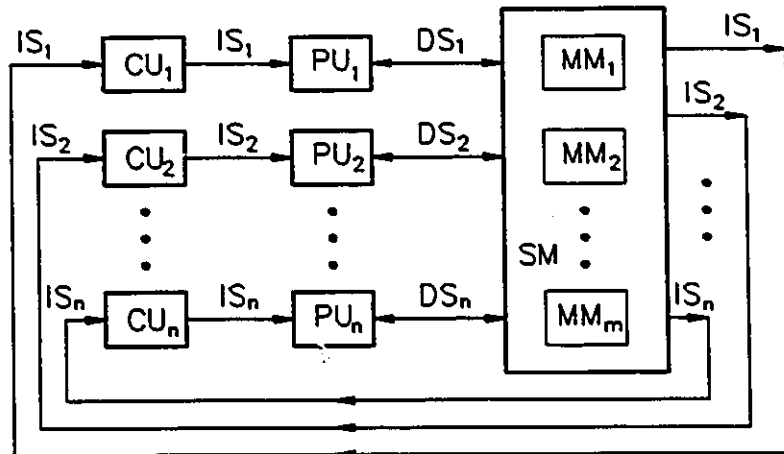 IS₁ CU₁ IS₁ PU₁ DS₁ MM₁ IS₁
IS₂
IS₂ CU₂ IS₂ PU₂ DS₂ MM₂
SM
ISₙ CUₙ ISₙ PUₙ DSₙ MMₘ ISₙ